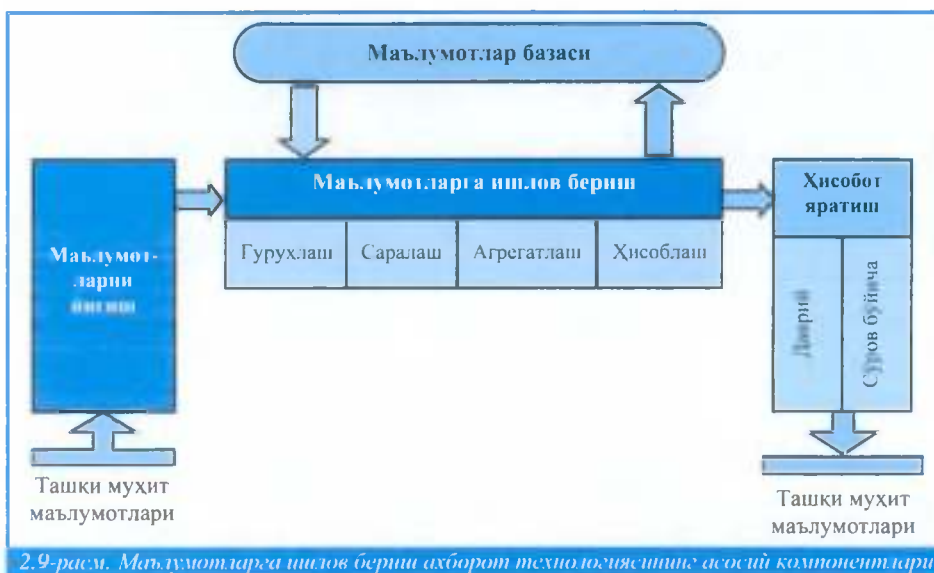 Маълумотлар базаси
Маълумотларга ишлов бериш
Гурухлаш
Саралаш
Агрегатлаш
Ҳисоблаш
Маълумот-
ларни
йиғиш
Ҳисобот
яратиш
Даврий
Сўров бўйича
Ташқи муҳит
маълумотлари
Ташқи муҳит
маълумотлари
2.9-расм. Маълумотларга ишлов бериш ахборот технологиясининг асосий компонентлари